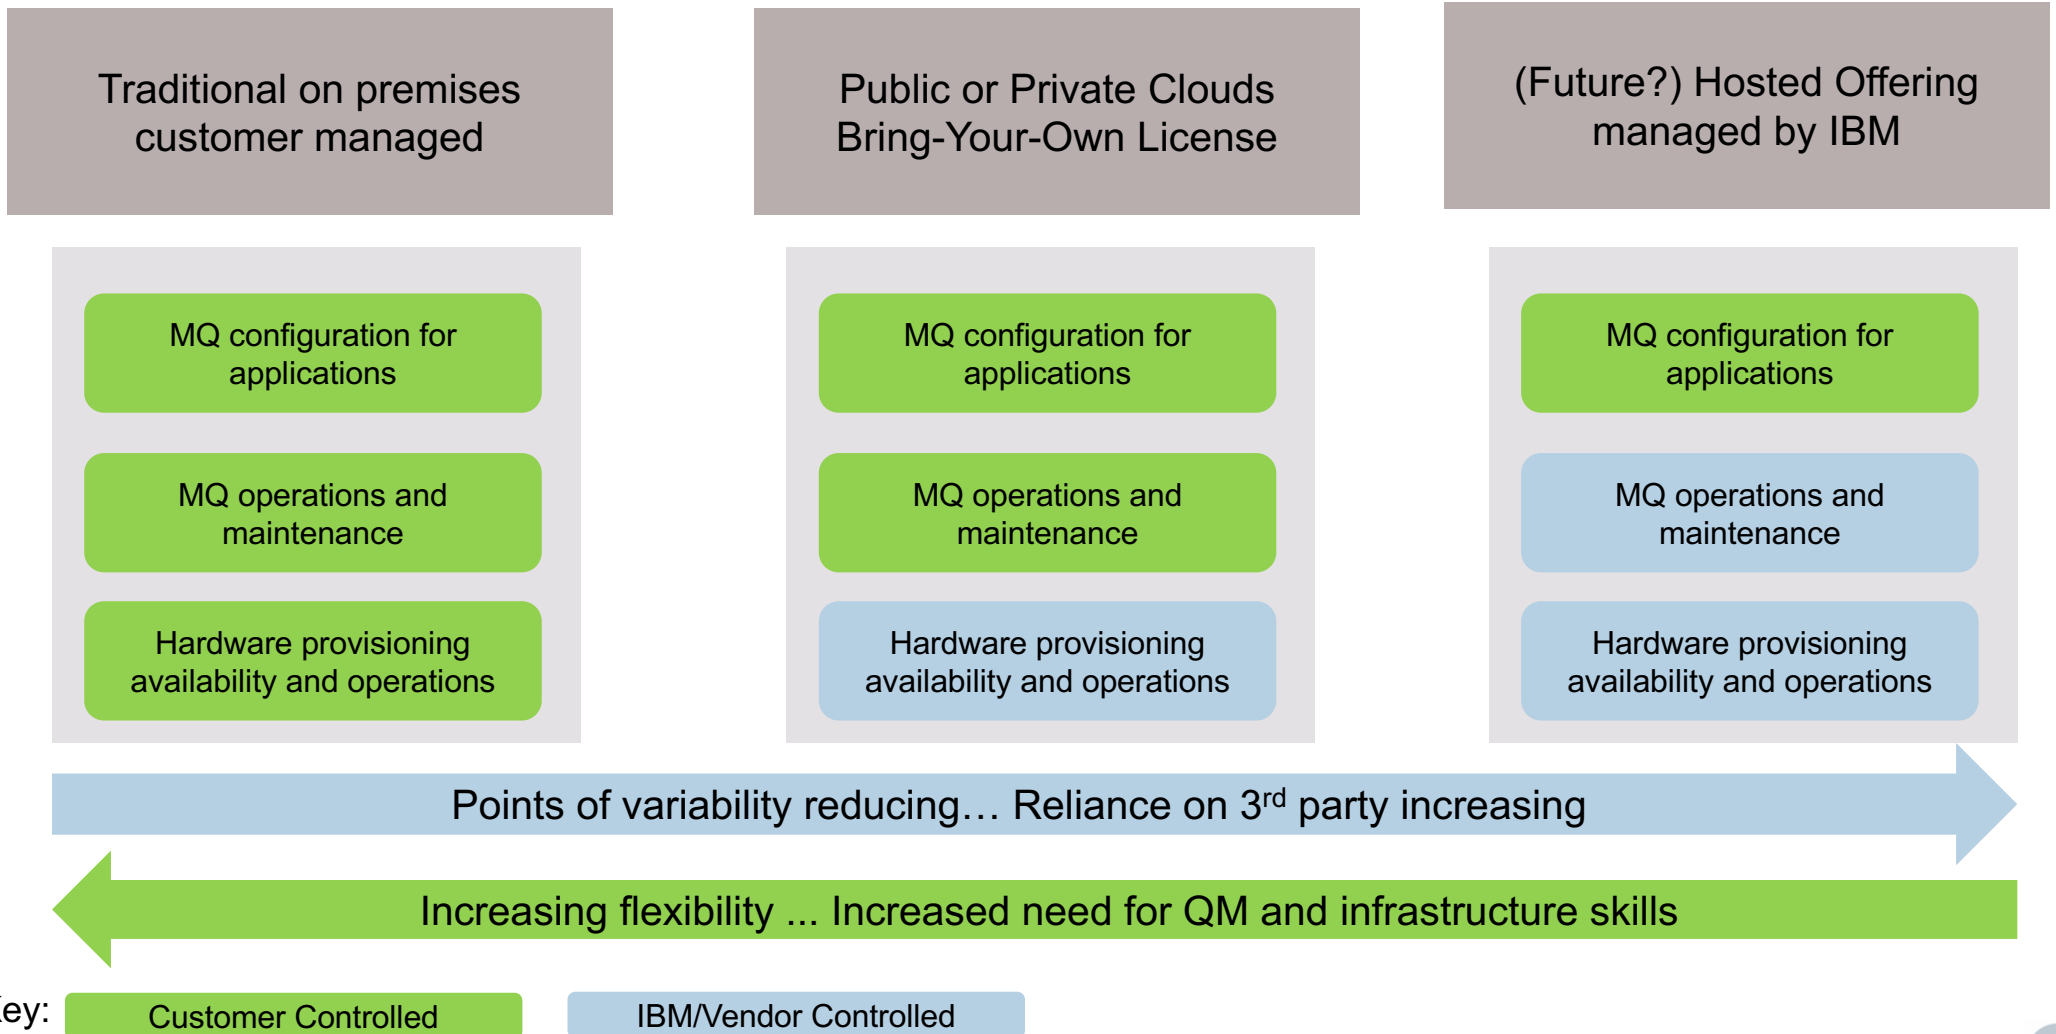 Traditional on premises
customer managed
Public or Private Clouds
Bring-Your-Own License
(Future?) Hosted Offering
managed by IBM
MQ configuration for
applications
MQ operations and
maintenance
Hardware provisioning
availability and operations
MQ configuration for
applications
MQ operations and
maintenance
Hardware provisioning
availability and operations
MQ configuration for
applications
MQ operations and
maintenance
Hardware provisioning
availability and operations
Points of variability reducing… Reliance on 3rd party increasing
Increasing flexibility ... Increased need for QM and infrastructure skills
Key:
Customer Controlled
IBM/Vendor Controlled